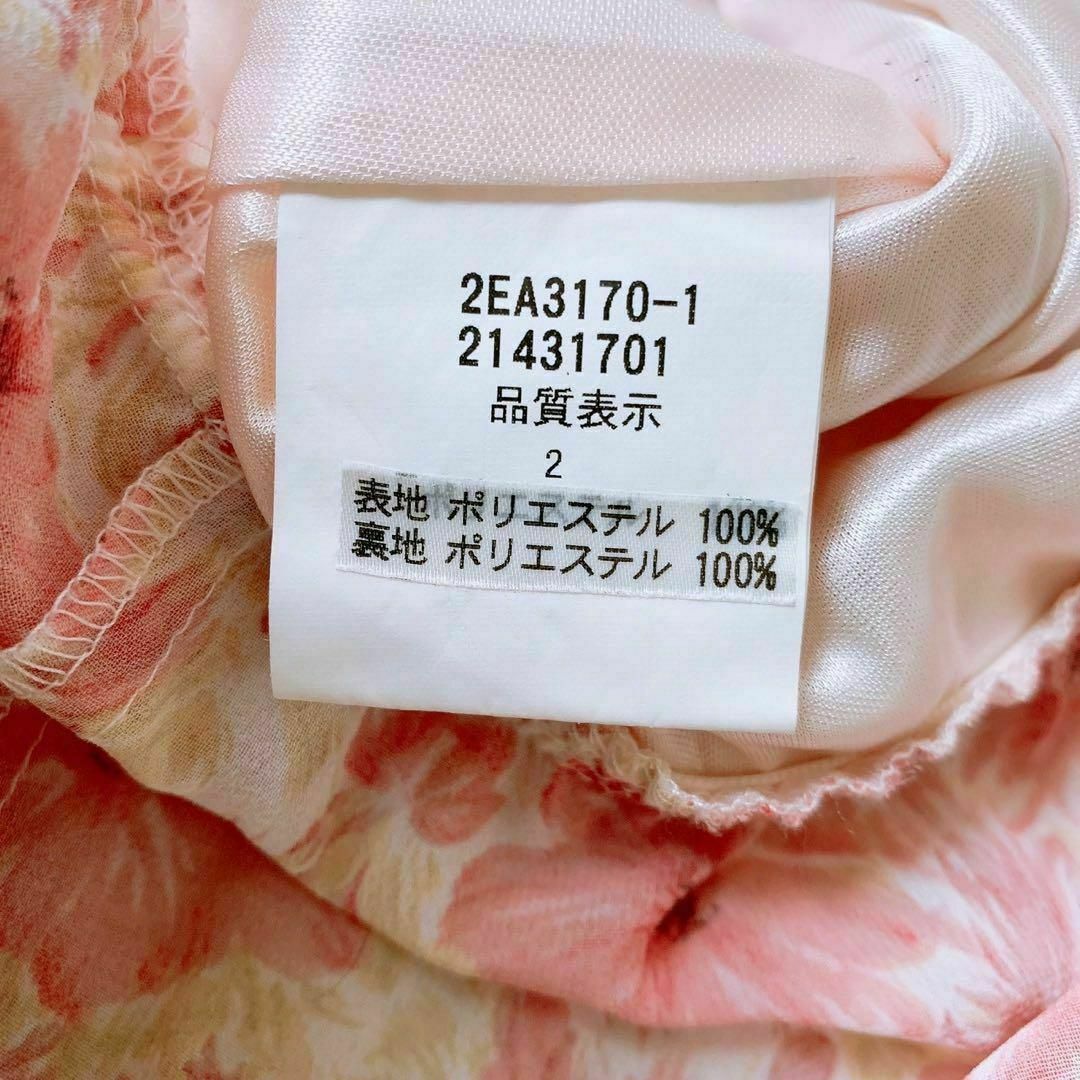 2EA3170-1
21431701
品質表示
2
表地 ポリエステル 100%
裏地 ポリエステル 100%